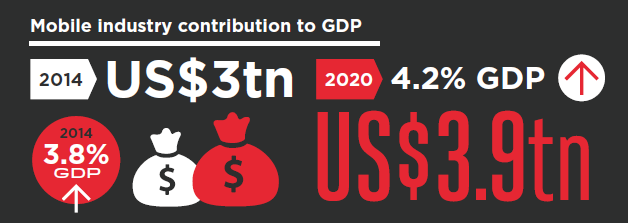 Mobile industry contribution to GDP
2014 US$3tn
2020 4.2% GDP
2014
3.8%
GDP
$ $
US$3.9tn